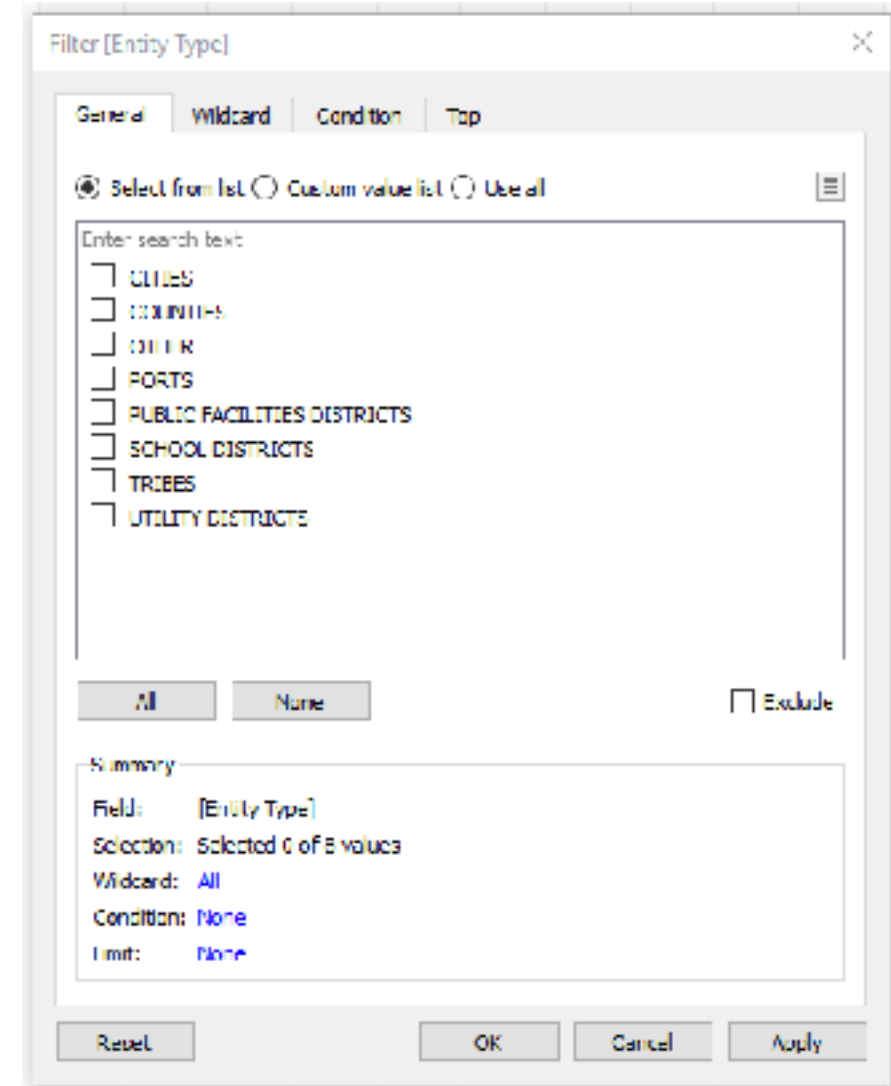 Filter [Entity Type]
General Wildcard Condition Top
Select from list Custom value list Use all
Enter search text
CITIES
COUNTIES
OTHER
PORTS
PUBLIC FACILITIES DISTRICTS
SCHOOL DISTRICTS
TRIBES
UTILITY DISTRICTS
All None Exclude
Summary
Field: [Entity Type]
Selection: Selected 0 of 8 values
Wildcard: All
Condition: None
Limit: None
Reset OK Cancel Apply